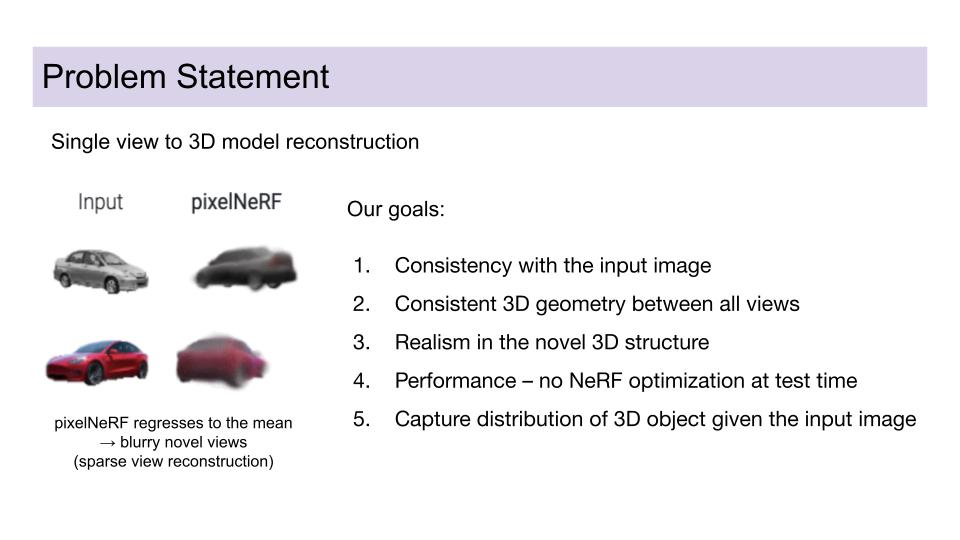 Problem Statement
Single view to 3D model reconstruction
Input pixelNeRF
pixelNeRF regresses to the mean
→ blurry novel views
(sparse view reconstruction)
Our goals:
1. Consistency with the input image
2. Consistent 3D geometry between all views
3. Realism in the novel 3D structure
4. Performance – no NeRF optimization at test time
5. Capture distribution of 3D object given the input image